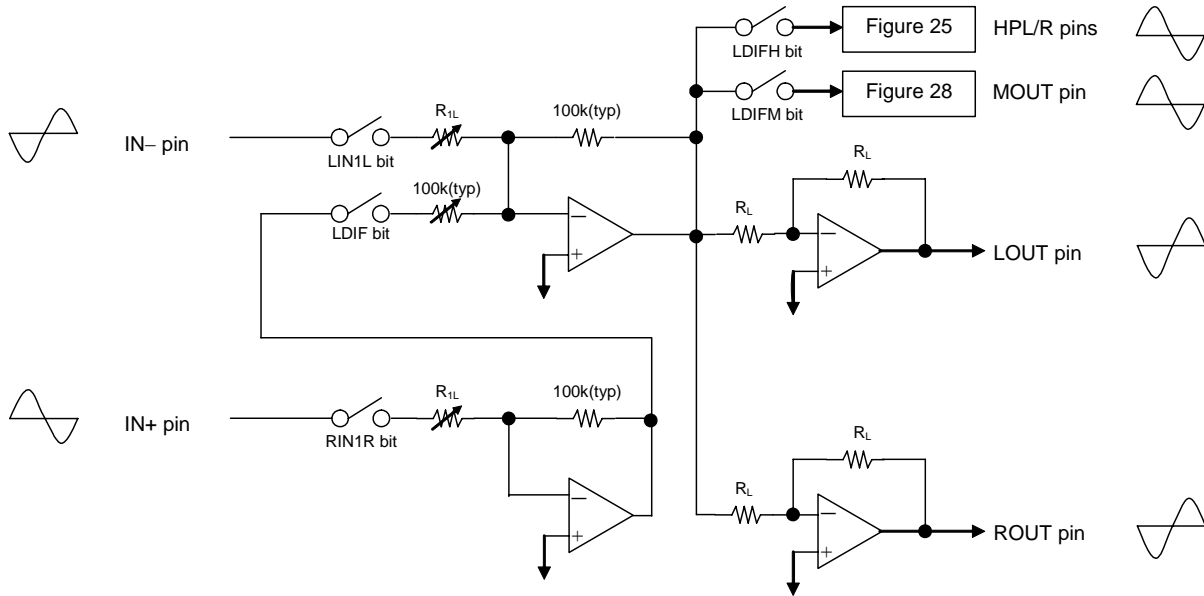 Figure 25
HPL/R pins
LDIFH bit
Figure 28
MOUT pin
LDIFM bit
IN− pin
R1L
100k(typ)
LIN1L bit
100k(typ)
LDIF bit
−
+
RL
RL
−
+
LOUT pin
IN+ pin
R1L
100k(typ)
RIN1R bit
−
+
RL
RL
−
+
ROUT pin